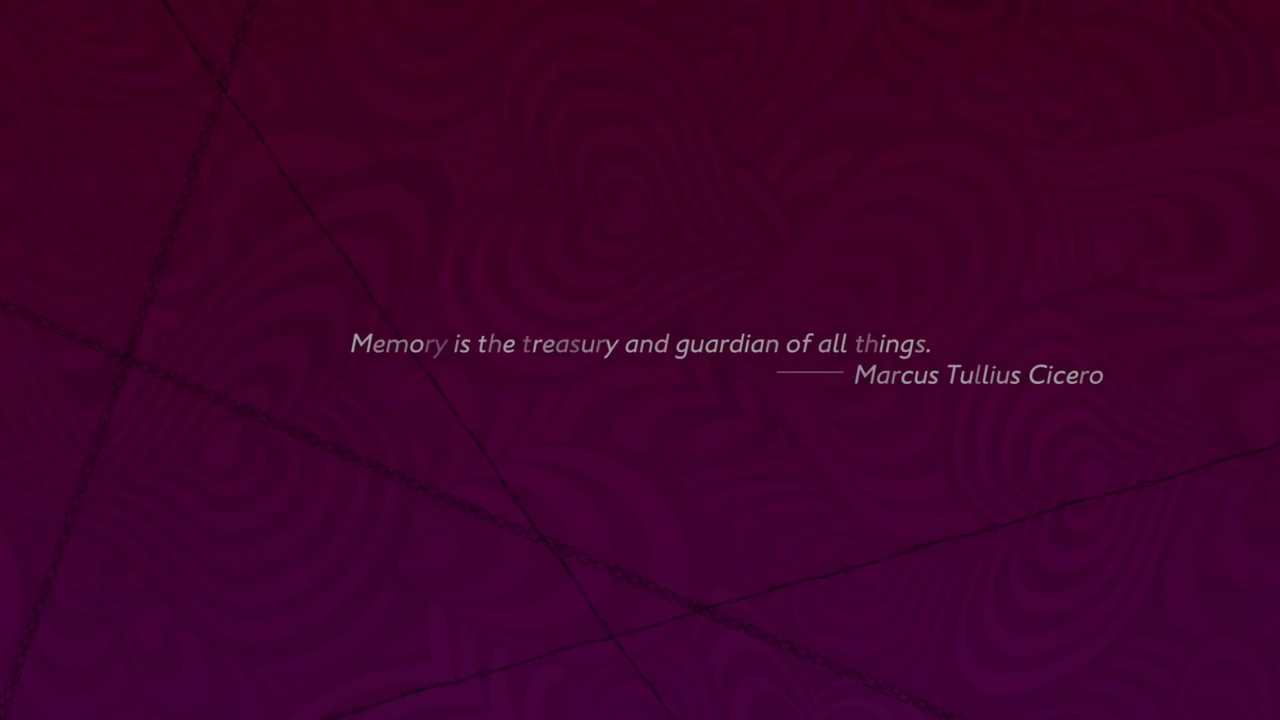 Memory is the treasury and guardian of all things.
Marcus Tullius Cicero